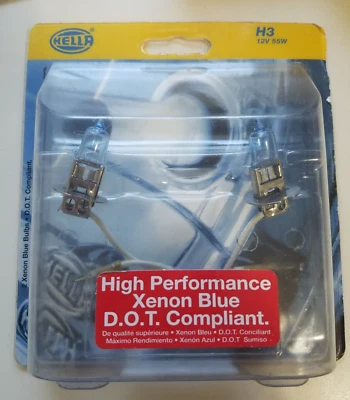 HELLA
H3
12V 55W
2 Xenon Blue Bulbs • D.O.T. Compliant.
High Performance
Xenon Blue
D.O.T. Compliant.
De qualité supérieure • Xenon Bleu • D.O.T. Conciliant
Máximo Rendimiento • Xenón Azul • D.O.T Sumiso